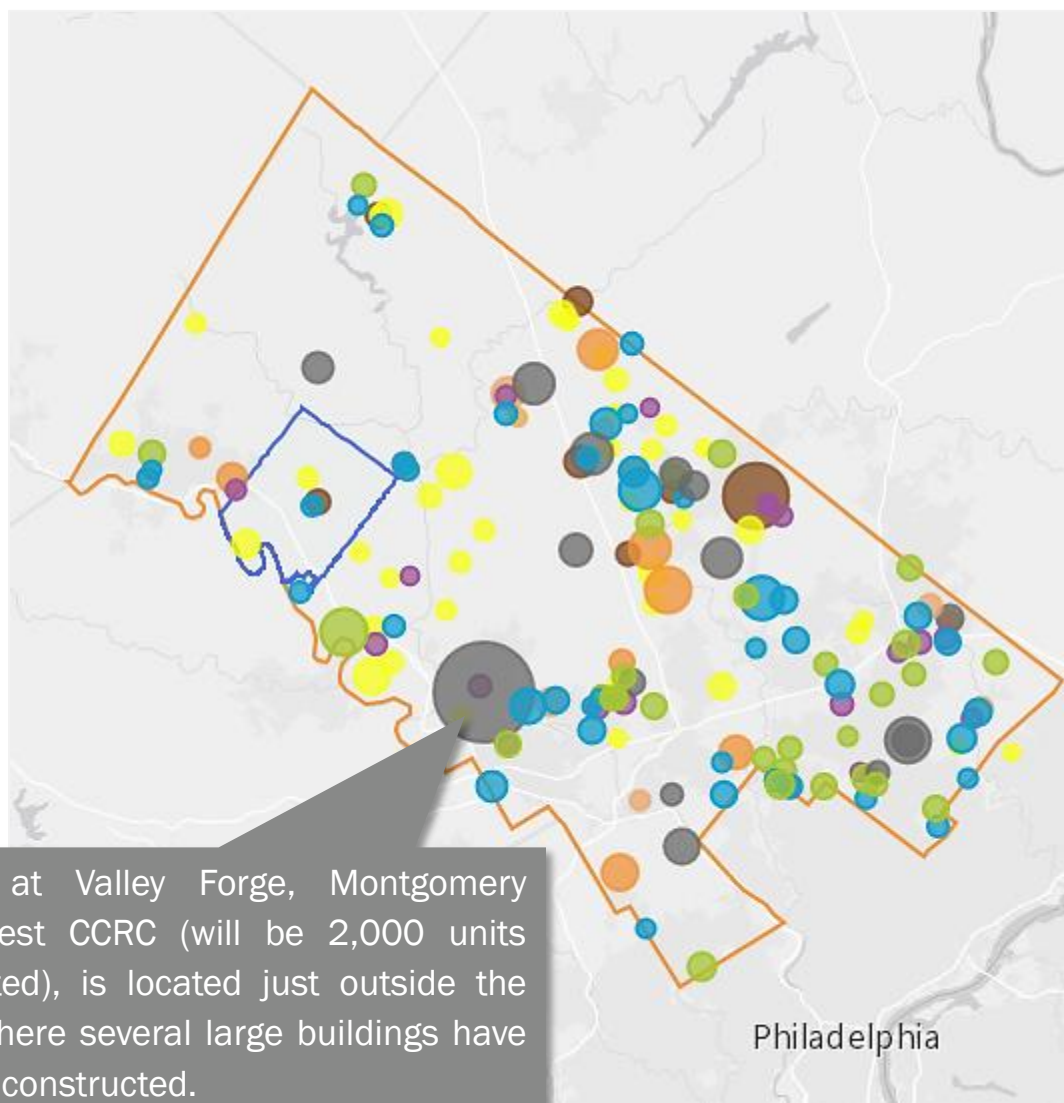 at Valley Forge, Montgomery
est CCRC (will be 2,000 units
ed), is located just outside the
here several large buildings have
constructed.
Philadelphia